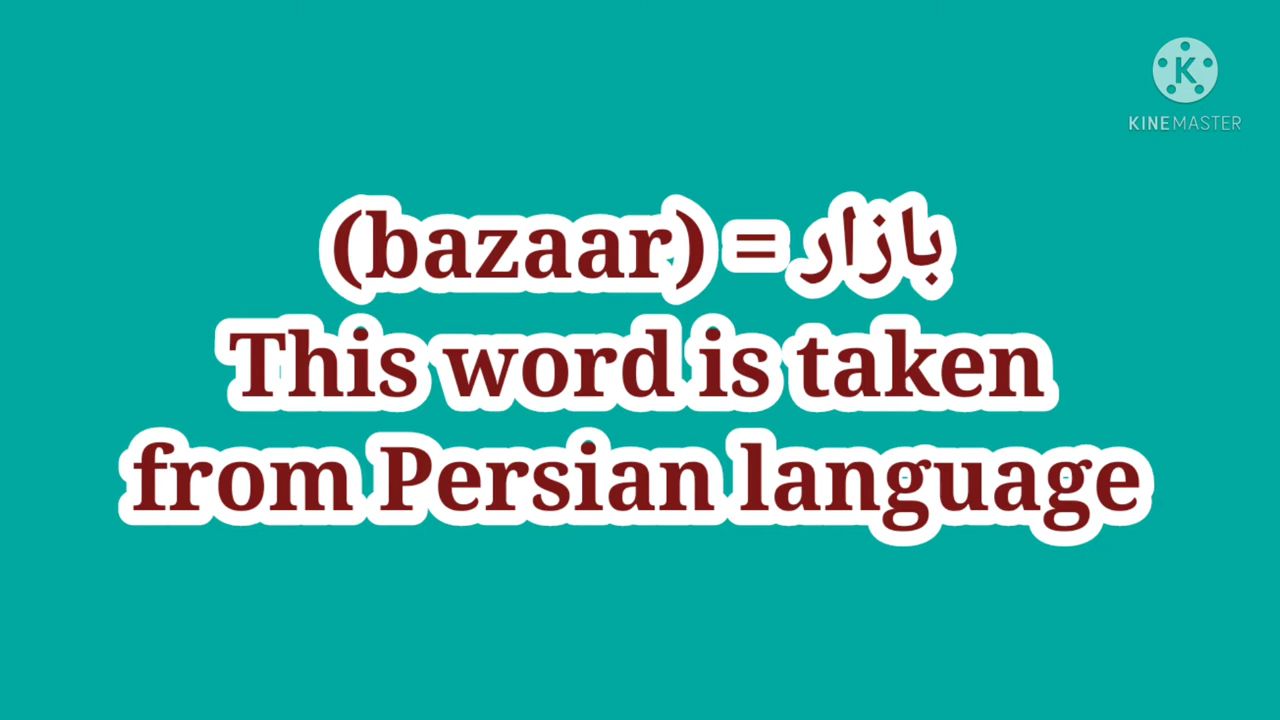 KINEMASTER
(bazaar) = بازار
This word is taken
from Persian language